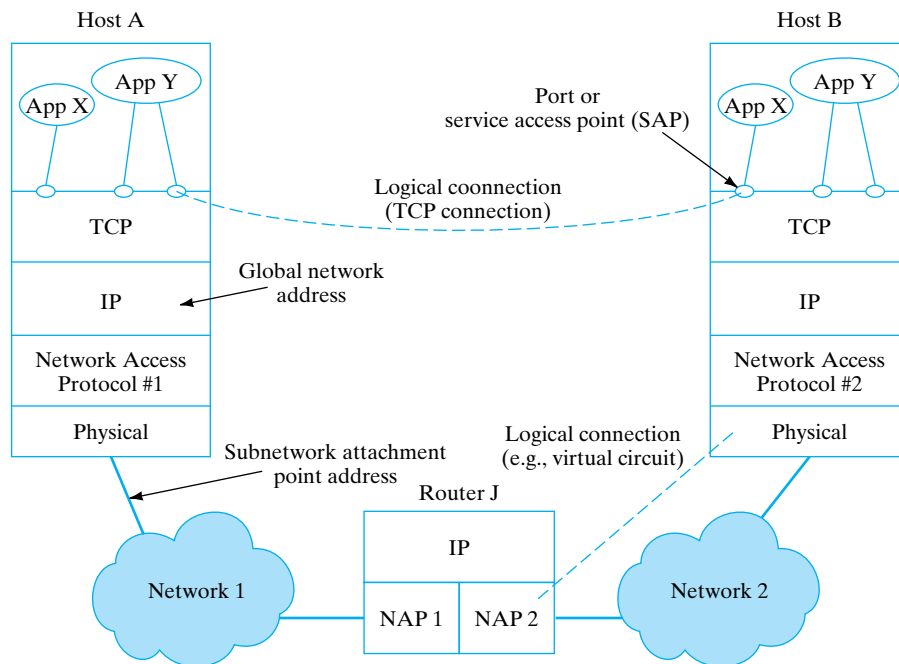 Host A
Host B
App X
App Y
App X
App Y
Port or
service access point (SAP)
Logical coonnection
(TCP connection)
TCP
TCP
Global network
address
IP
IP
Network Access
Protocol #1
Network Access
Protocol #2
Physical
Physical
Logical connection
(e.g., virtual circuit)
Subnetwork attachment
point address
Router J
IP
Network 1
NAP 1
NAP 2
Network 2